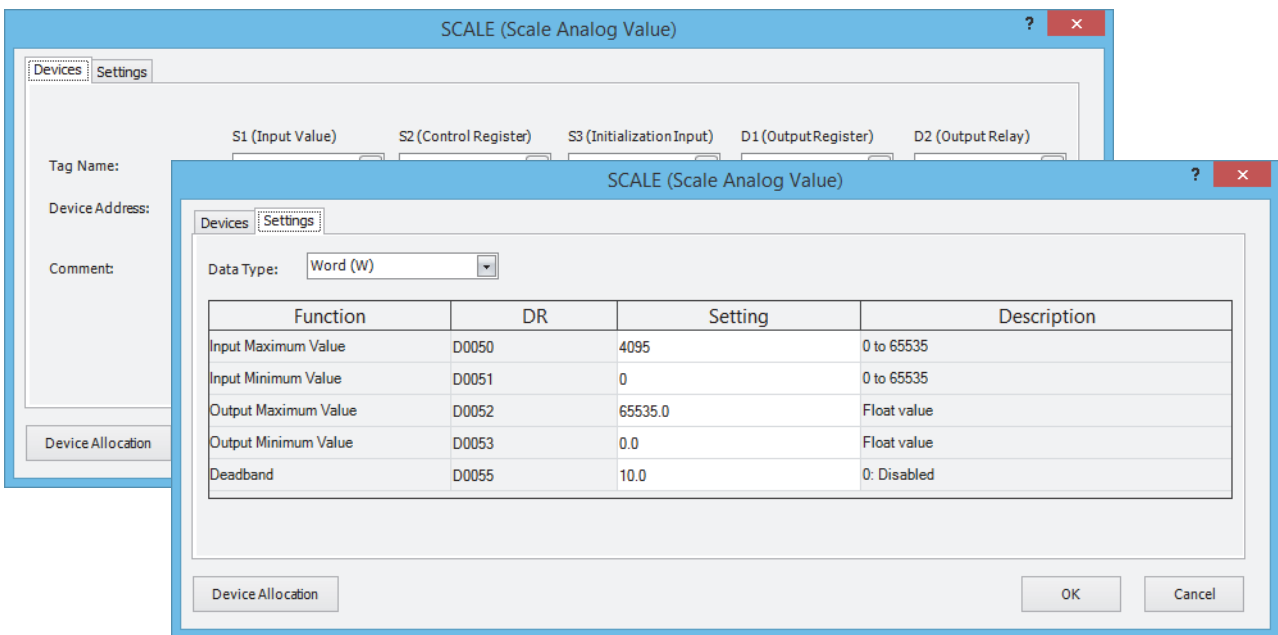 SCALE (Scale Analog Value) ? ×
Devices Settings
S1 (Input Value) S2 (Control Register) S3 (Initialization Input) D1 (Output Register) D2 (Output Relay)
Tag Name:
Device Address:
Comment:
Device Allocation
SCALE (Scale Analog Value) ? ×
Devices Settings
Data Type: Word (W)
Function DR Setting Description
Input Maximum Value D0050 4095 0 to 65535
Input Minimum Value D0051 0 0 to 65535
Output Maximum Value D0052 65535.0 Float value
Output Minimum Value D0053 0.0 Float value
Deadband D0055 10.0 0: Disabled
Device Allocation OK Cancel